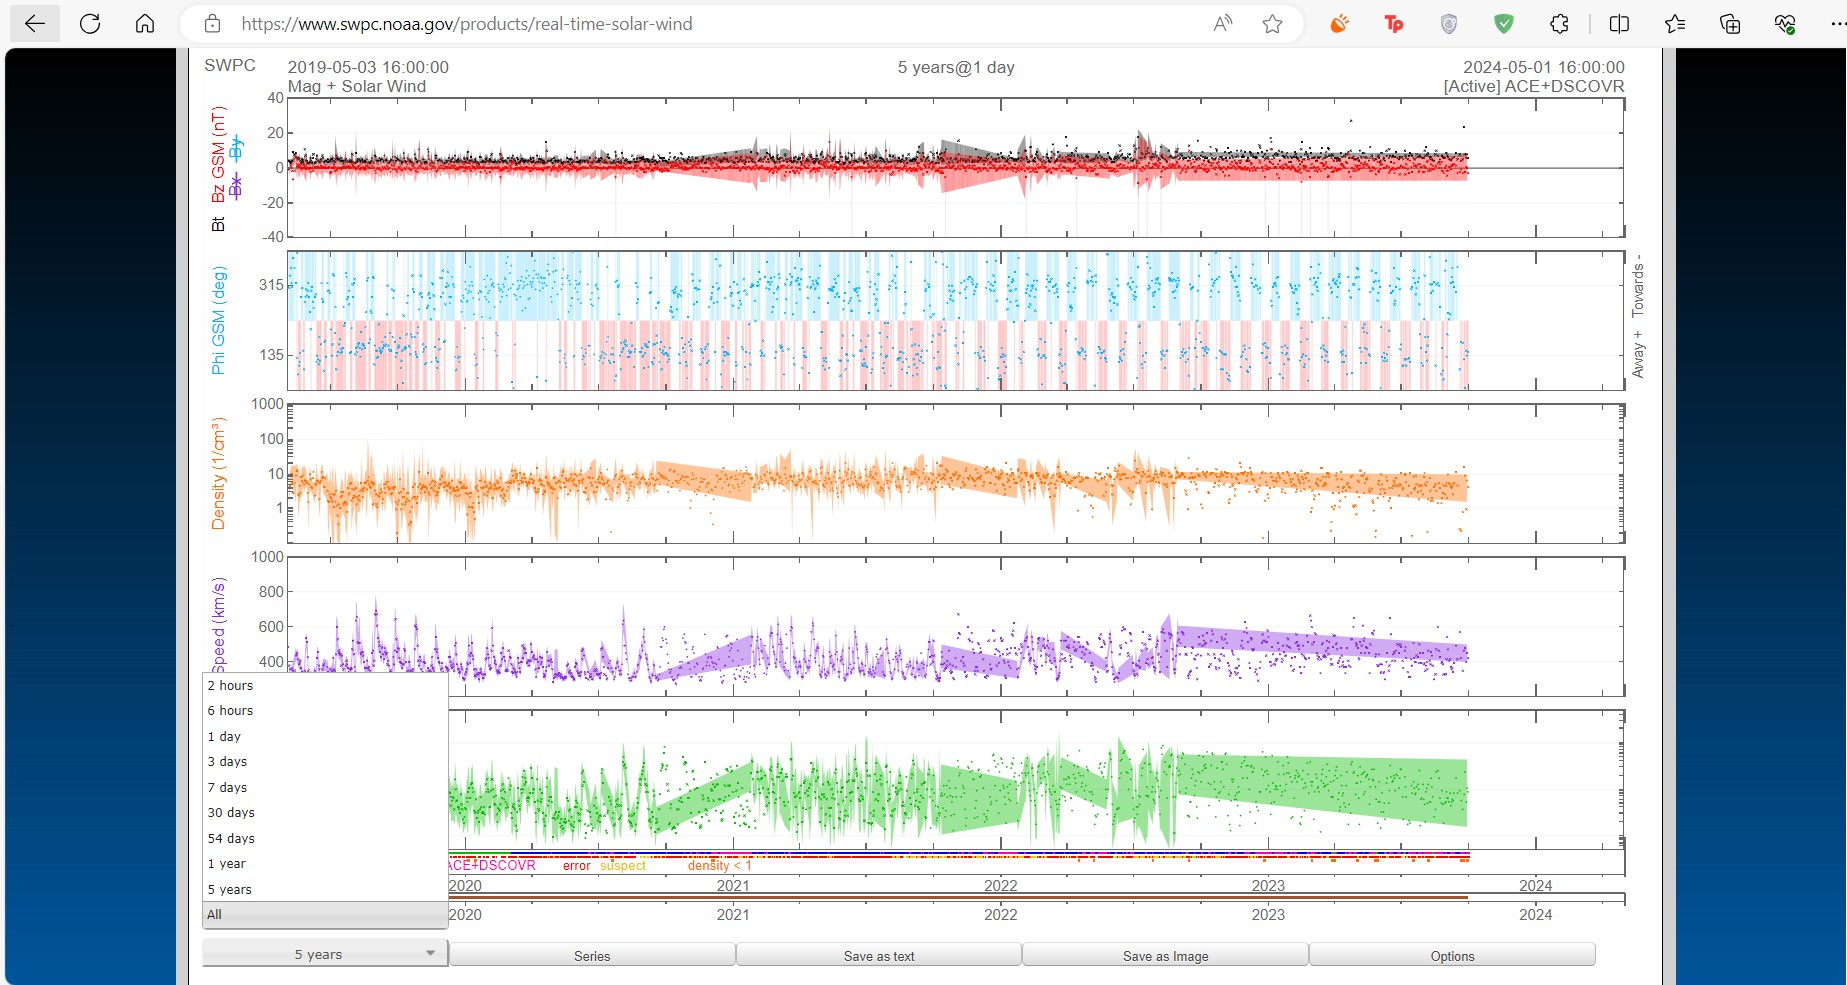 https://www.swpc.noaa.gov/products/real-time-solar-wind
SWPC
2019-05-03 16:00:00
5 years@1 day
2024-05-01 16:00:00
Mag + Solar Wind
[Active] ACE+DSCOVR
Bt Bz GSM (nT)
Bx By
40
20
0
-20
-40
Phi GSM (deg)
315
135
Away + Towards -
Density (1/cm³)
1000
100
10
1
Speed (km/s)
1000
800
600
400
2 hours
6 hours
1 day
3 days
7 days
30 days
54 days
1 year
5 years
All
ACE+DSCOVR error suspect density < 1
2020 2021 2022 2023 2024
2020 2021 2022 2023 2024
5 years
Series
Save as text
Save as Image
Options